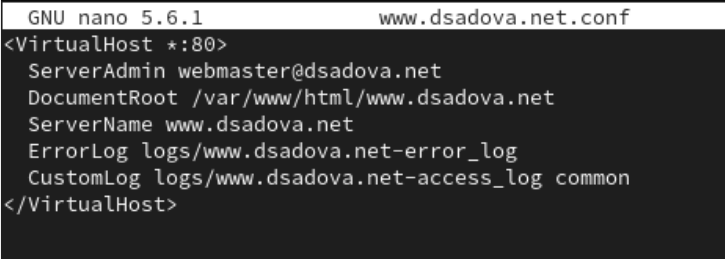 GNU nano 5.6.1 www.dsadova.net.conf
<VirtualHost *:80>
ServerAdmin webmaster@dsadova.net
DocumentRoot /var/www/html/www.dsadova.net
ServerName www.dsadova.net
ErrorLog logs/www.dsadova.net-error_log
CustomLog logs/www.dsadova.net-access_log common
</VirtualHost>